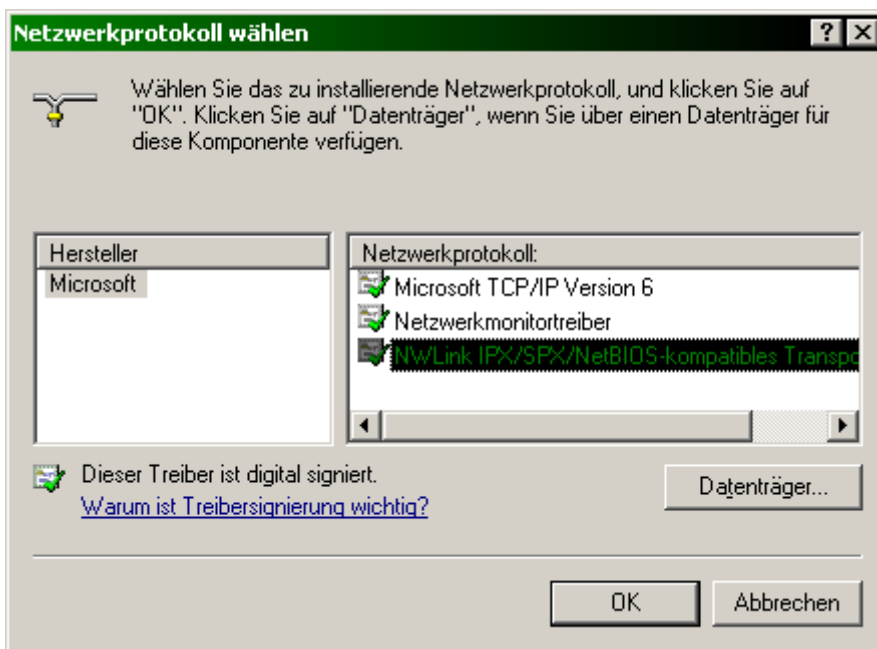 Netzwerkprotokoll wählen
Wählen Sie das zu installierende Netzwerkprotokoll, und klicken Sie auf
"OK". Klicken Sie auf "Datenträger", wenn Sie über einen Datenträger für
diese Komponente verfügen.
Hersteller
Microsoft
Netzwerkprotokoll:
Microsoft TCP/IP Version 6
Netzwerkmonitortreiber
NWLink IPX/SPX/NetBIOS-kompatibles Transpo
Dieser Treiber ist digital signiert.
Warum ist Treibersignierung wichtig?
Datenträger...
OK
Abbrechen